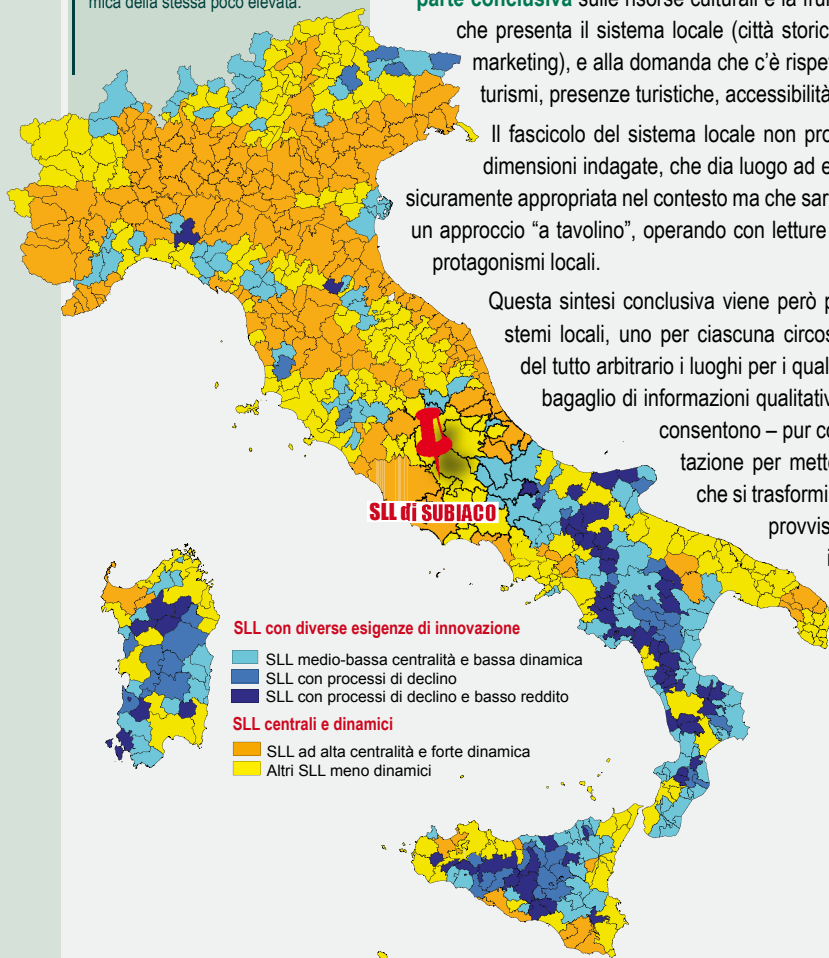 mica della stessa poco elevata.
parte conclusiva sulle risorse culturali e la frui
che presenta il sistema locale (città storic
marketing), e alla domanda che c'è rispe
turismi, presenze turistiche, accessibilità
Il fascicolo del sistema locale non pro
dimensioni indagate, che dia luogo ad e
sicuramente appropriata nel contesto ma che sar
un approccio "a tavolino", operando con letture
protagonismi locali.
Questa sintesi conclusiva viene però p
stemi locali, uno per ciascuna circos
del tutto arbitrario i luoghi per i qual
bagaglio di informazioni qualitativ
consentono – pur co
tazione per mette
che si trasformi
provvis
i
SLL di SUBIACO
SLL con diverse esigenze di innovazione
SLL medio-bassa centralità e bassa dinamica
SLL con processi di declino
SLL con processi di declino e basso reddito
SLL centrali e dinamici
SLL ad alta centralità e forte dinamica
Altri SLL meno dinamici